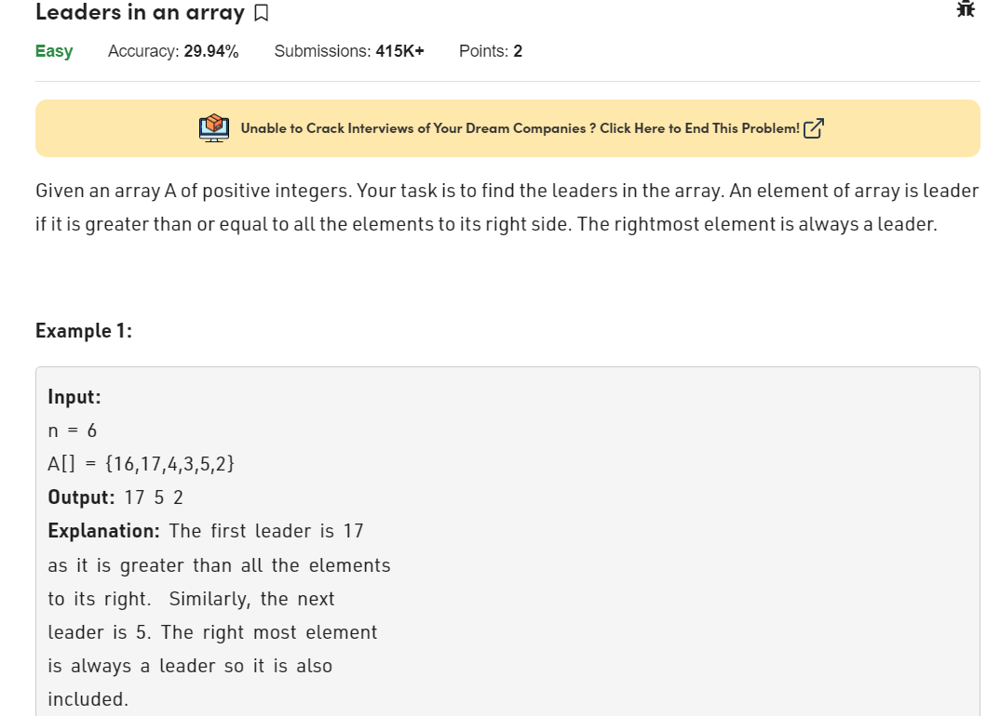 Leaders in an array
Easy Accuracy: 29.94% Submissions: 415K+ Points: 2
Unable to Crack Interviews of Your Dream Companies ? Click Here to End This Problem!
Given an array A of positive integers. Your task is to find the leaders in the array. An element of array is leader
if it is greater than or equal to all the elements to its right side. The rightmost element is always a leader.
Example 1:
Input:
n = 6
A[] = {16,17,4,3,5,2}
Output: 17 5 2
Explanation: The first leader is 17
as it is greater than all the elements
to its right.  Similarly, the next
leader is 5. The right most element
is always a leader so it is also
included.